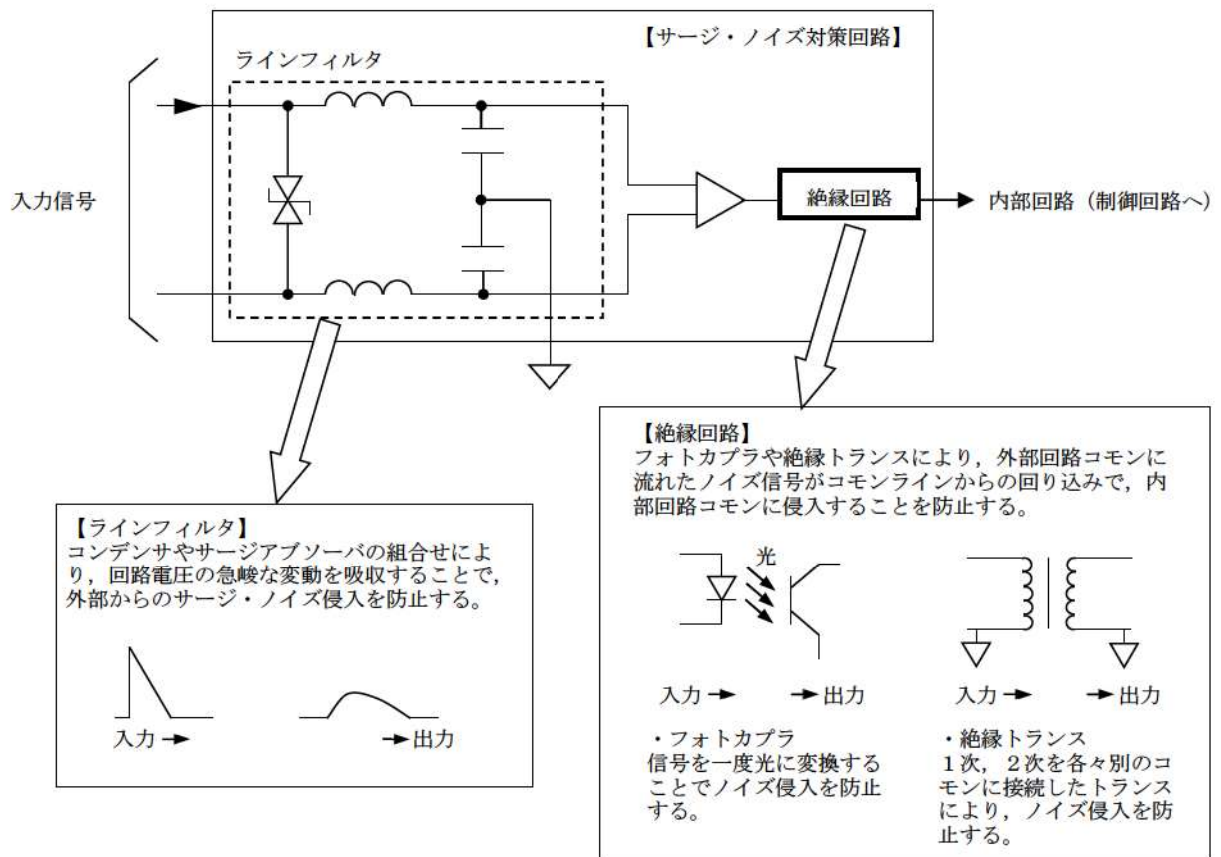 【サージ・ノイズ対策回路】
ラインフィルタ
入力信号
絶縁回路
内部回路（制御回路へ）
【ラインフィルタ】
コンデンサやサージアブソーバの組合せによ
り，回路電圧の急峻な変動を吸収することで，
外部からのサージ・ノイズ侵入を防止する。
入力
出力
【絶縁回路】
フォトカプラや絶縁トランスにより，外部回路コモンに
流れたノイズ信号がコモンラインからの回り込みで，内
部回路コモンに侵入することを防止する。
光
入力
出力
・フォトカプラ
信号を一度光に変換する
ことでノイズ侵入を防止
する。
入力
出力
・絶縁トランス
１次，２次を各々別のコ
モンに接続したトランス
により，ノイズ侵入を防
止する。